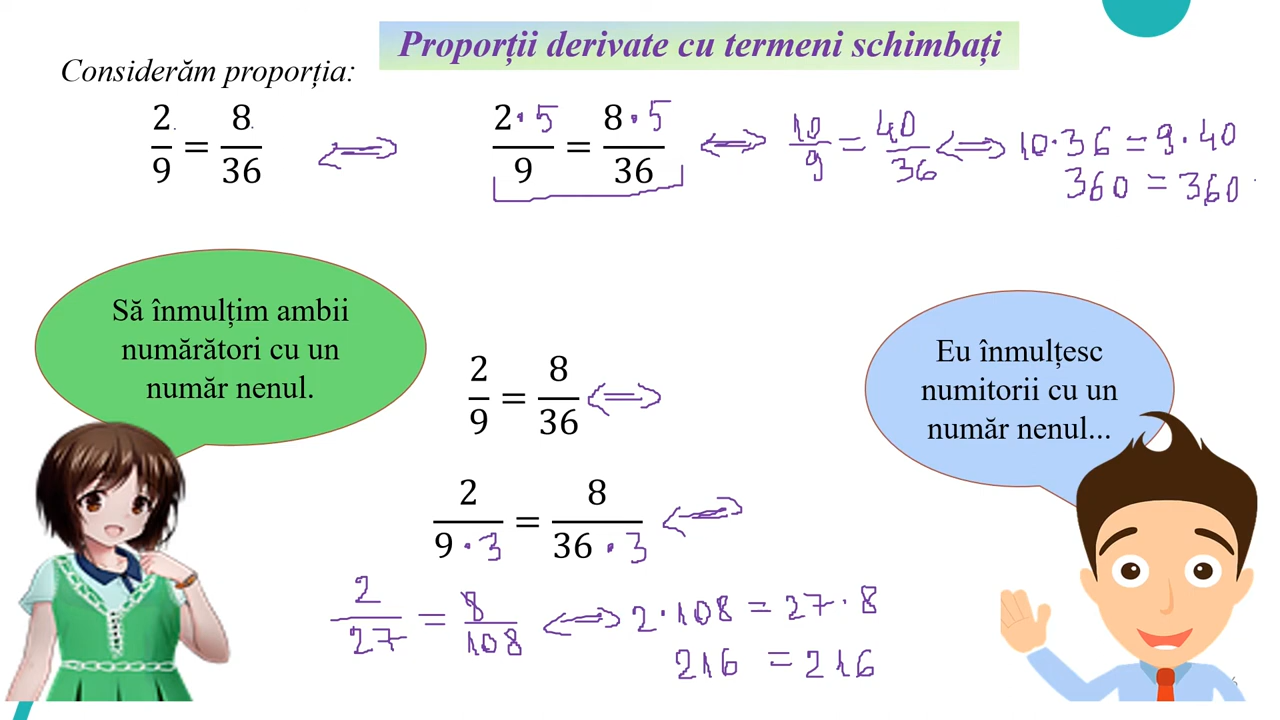 Proporții derivate cu termeni schimbați
Considerăm proporția:
2/9 = 8/36 ⟺ 2·5/9 = 8·5/36 ⟺ 10/9 = 40/36 ⟺ 10·36 = 9·40
360 = 360
Să înmulțim ambii
numărători cu un
număr nenul.
Eu înmulțesc
numitorii cu un
număr nenul...
2/9 = 8/36 ⟺
2/9·3 = 8/36·3 ⟺
2/27 = 8/108 ⟺ 2·108 = 27·8
216 = 216